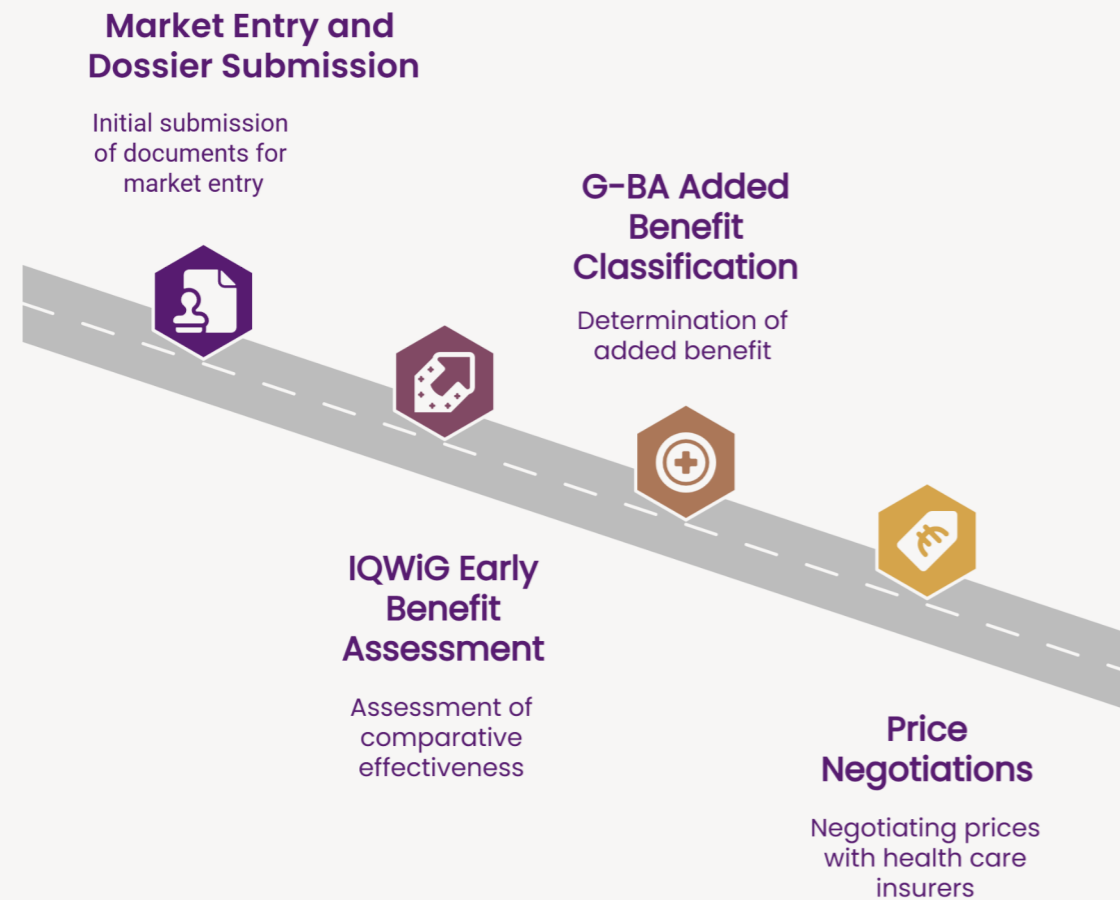 Market Entry and
Dossier Submission
Initial submission
of documents for
market entry
IQWiG Early
Benefit
Assessment
Assessment of
comparative
effectiveness
G-BA Added
Benefit
Classification
Determination of
added benefit
Price
Negotiations
Negotiating prices
with health care
insurers